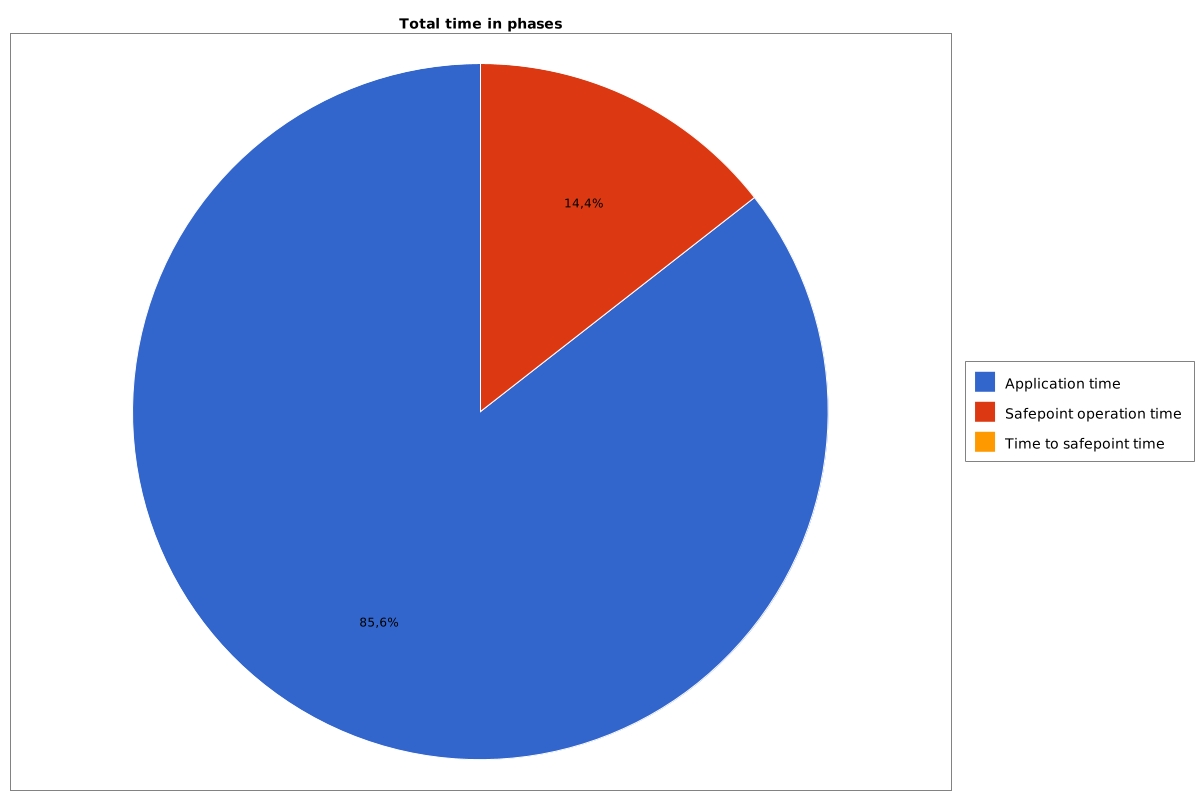 Total time in phases
14,4%
85,6%
Application time
Safepoint operation time
Time to safepoint time